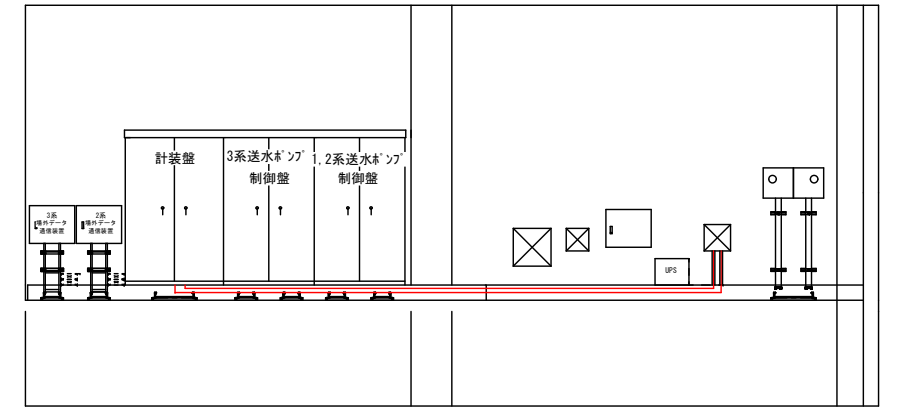 計装盤
3系送水ポンプ
制御盤
1,2系送水ポンプ
制御盤
3系
場外データ
通信装置
2系
場外データ
通信装置
UPS